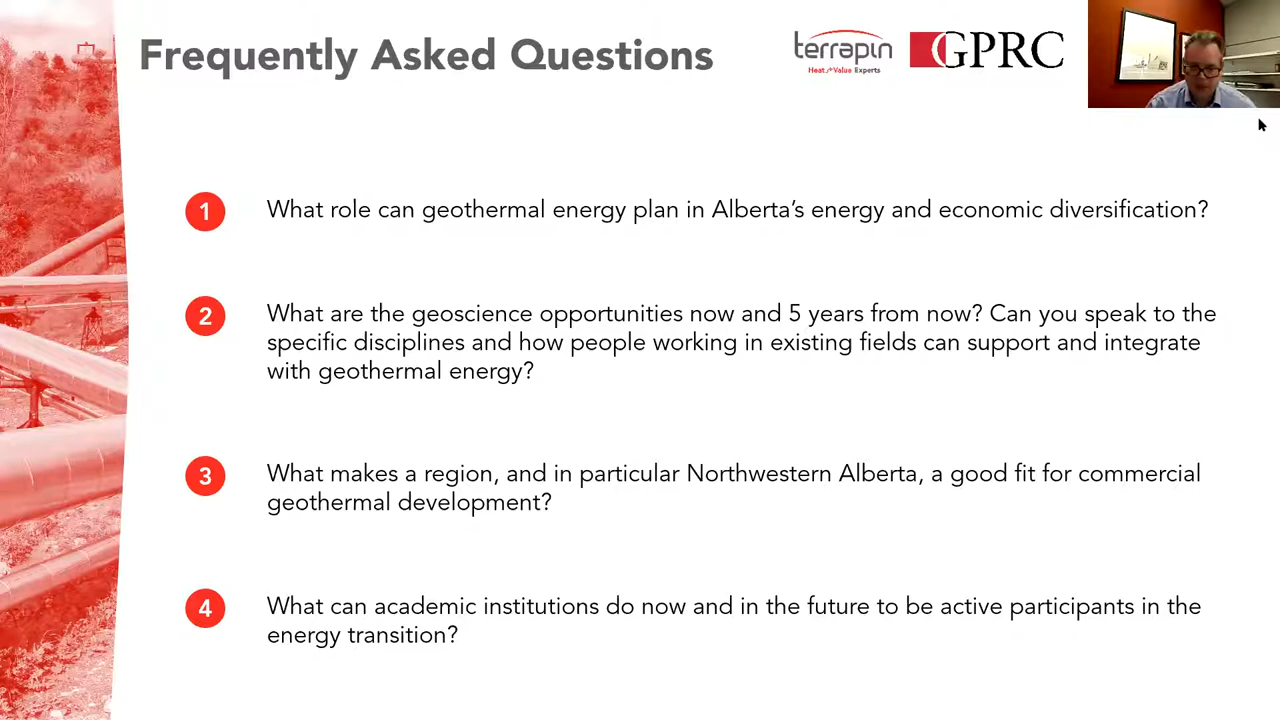 Frequently Asked Questions
terrapin
Heat to Value Experts
GPRC
1
What role can geothermal energy plan in Alberta's energy and economic diversification?
2
What are the geoscience opportunities now and 5 years from now? Can you speak to the
specific disciplines and how people working in existing fields can support and integrate
with geothermal energy?
3
What makes a region, and in particular Northwestern Alberta, a good fit for commercial
geothermal development?
4
What can academic institutions do now and in the future to be active participants in the
energy transition?